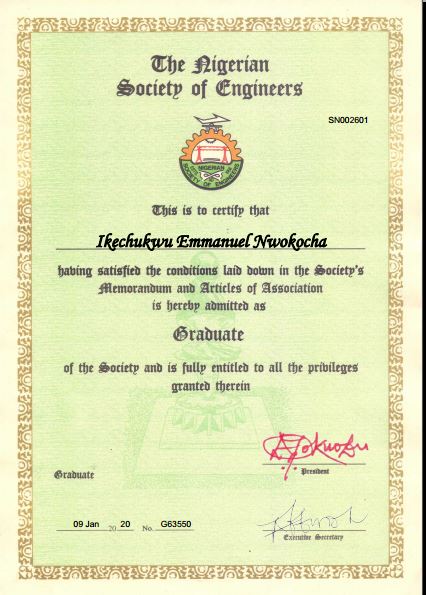 The Nigerian
Society of Engineers
SN002601
NIGERIAN
SOCIETY OF ENGINEERS
This is to certify that
Ikechukwu Emmanuel Nwokocha
having satisfied the conditions laid down in the Society's
Memorandum and Articles of Association
is hereby admitted as
Graduate
of the Society and is fully entitled to all the privileges
granted therein
President
Graduate
09 Jan 20 20 No. G63550
Executive Secretary